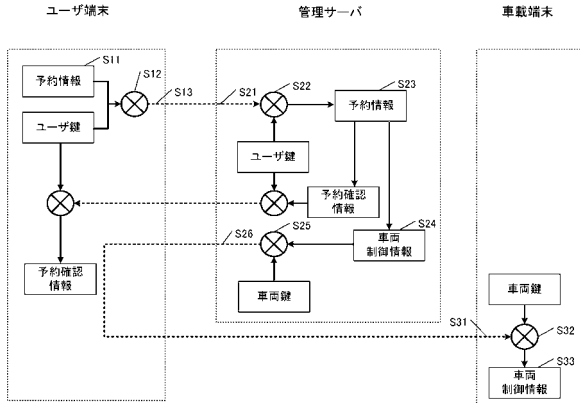 ユーザ端末
管理サーバ
車載端末
S11
予約情報
S12
ユーザ鍵
S13
予約確認
情報
S21
S22
S23
予約情報
ユーザ鍵
予約確認
情報
S24
車両
制御情報
S25
S26
車両鍵
車両鍵
S31
S32
S33
車両
制御情報